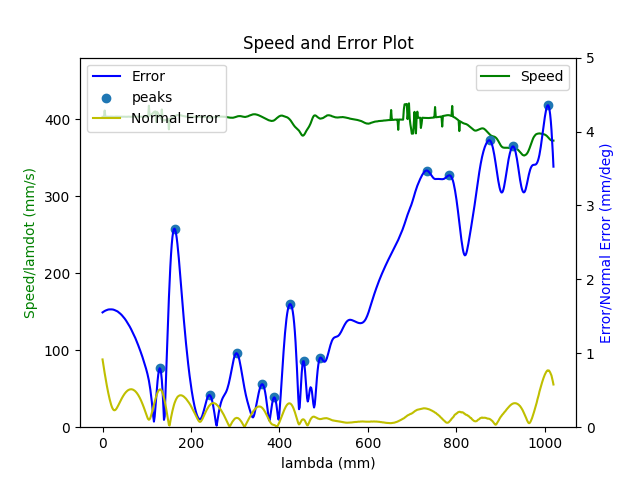 Speed and Error Plot
Error
peaks
Normal Error
Speed
Speed/lamdot (mm/s)
400
300
200
100
0
5
4
3
2
1
0
Error/Normal Error (mm/deg)
0 200 400 600 800 1000
lambda (mm)